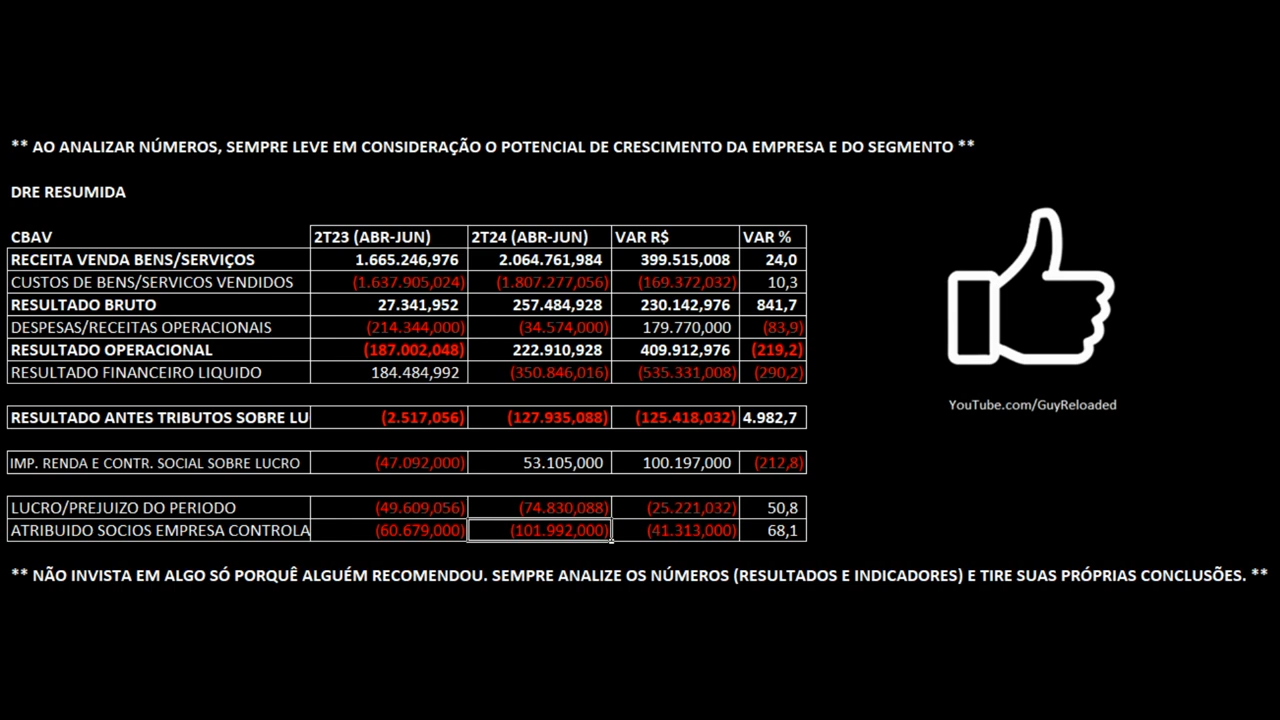 ** AO ANALIZAR NÚMEROS, SEMPRE LEVE EM CONSIDERAÇÃO O POTENCIAL DE CRESCIMENTO DA EMPRESA E DO SEGMENTO **
DRE RESUMIDA
CBAV 2T23 (ABR-JUN) 2T24 (ABR-JUN) VAR R$ VAR %
RECEITA VENDA BENS/SERVIÇOS 1.665.246,976 2.064.761,984 399.515,008 24,0
CUSTOS DE BENS/SERVICOS VENDIDOS (1.637.905,024) (1.807.277,056) (169.372,032) 10,3
RESULTADO BRUTO 27.341,952 257.484,928 230.142,976 841,7
DESPESAS/RECEITAS OPERACIONAIS (214.344,000) (34.574,000) 179.770,000 (83,9)
RESULTADO OPERACIONAL (187.002,048) 222.910,928 409.912,976 (219,2)
RESULTADO FINANCEIRO LIQUIDO 184.484,992 (350.846,016) (535.331,008) (290,2)
RESULTADO ANTES TRIBUTOS SOBRE LU (2.517,056) (127.935,088) (125.418,032) 4.982,7
IMP. RENDA E CONTR. SOCIAL SOBRE LUCRO (47.092,000) 53.105,000 100.197,000 (212,8)
LUCRO/PREJUIZO DO PERIODO (49.609,056) (74.830,088) (25.221,032) 50,8
ATRIBUIDO SOCIOS EMPRESA CONTROLA (60.679,000) (101.992,000) (41.313,000) 68,1
YouTube.com/GuyReloaded
** NÃO INVISTA EM ALGO SÓ PORQUÊ ALGUÉM RECOMENDOU. SEMPRE ANALIZE OS NÚMEROS (RESULTADOS E INDICADORES) E TIRE SUAS PRÓPRIAS CONCLUSÕES. **